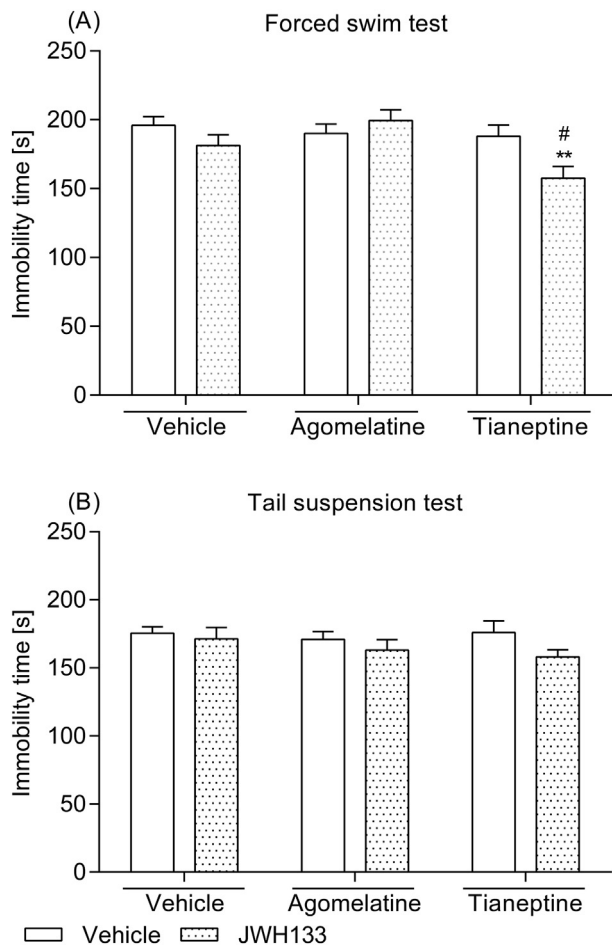 (A) Forced swim test
250
200
150
100
50
0
Immobility time [s]
#
**
Vehicle Agomelatine Tianeptine
(B) Tail suspension test
250
200
150
100
50
0
Immobility time [s]
Vehicle Agomelatine Tianeptine
Vehicle JWH133